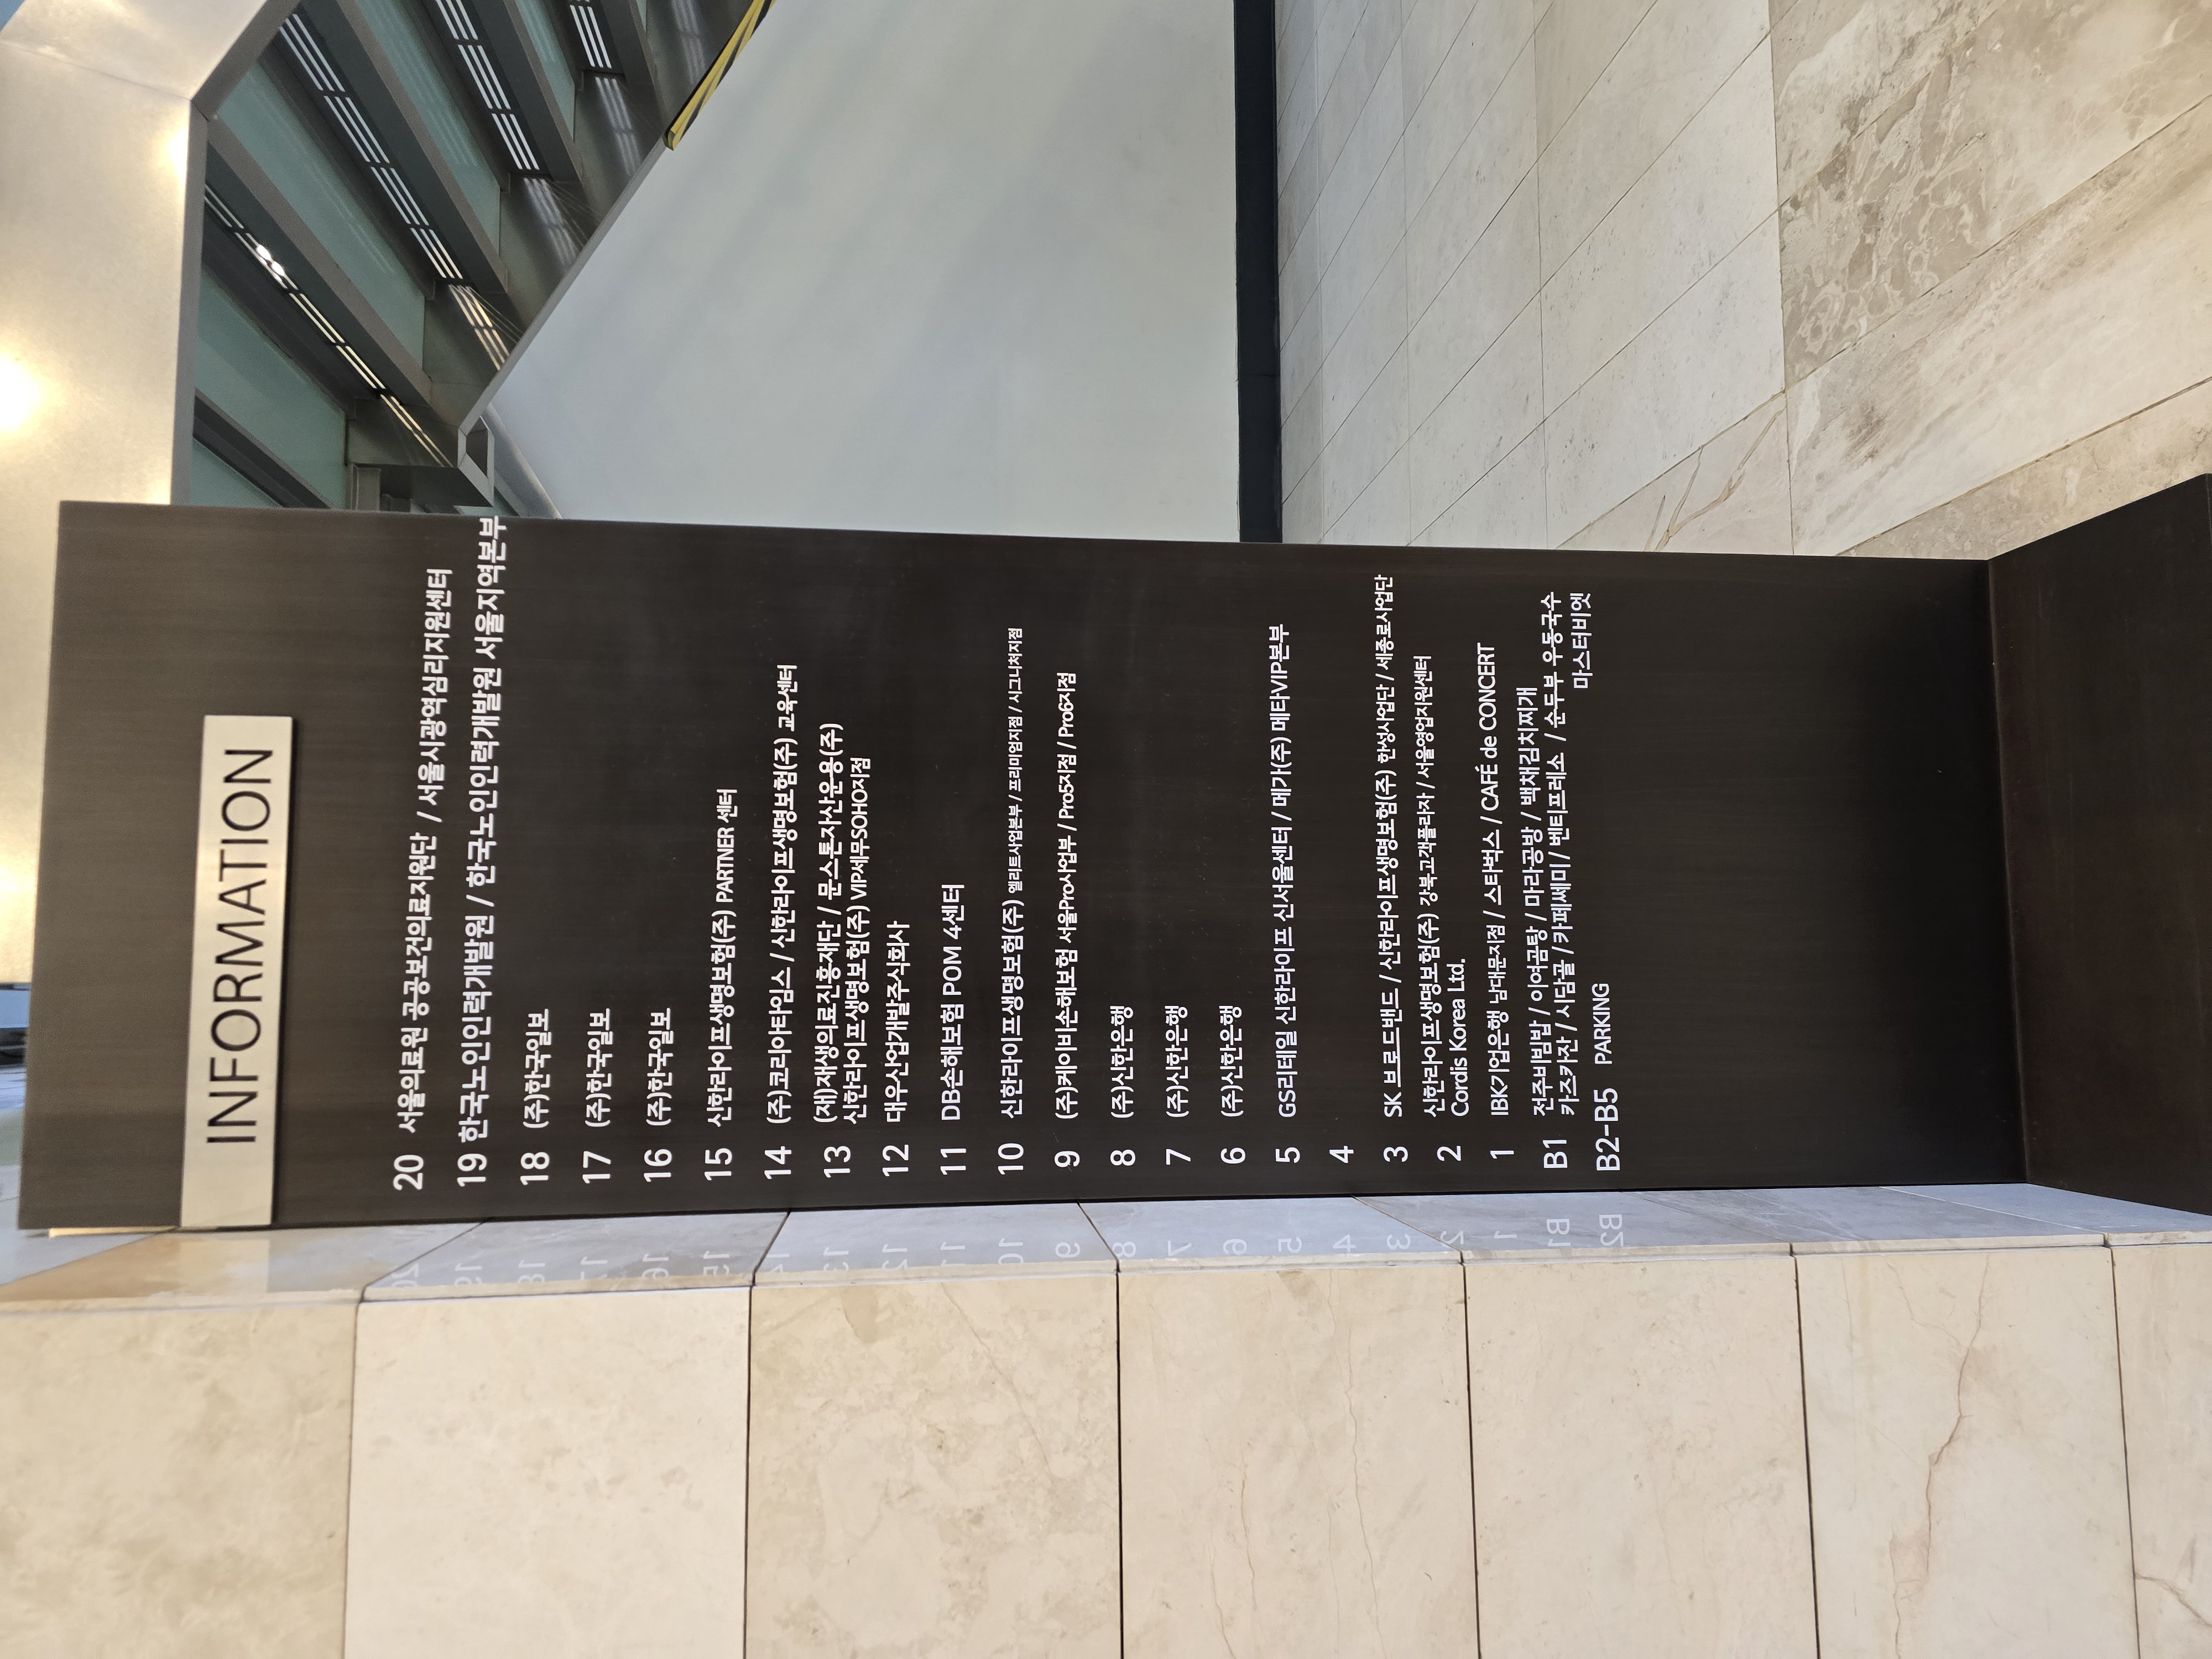 INFORMATION
20 서울의료원 공공보건의료지원단 / 서울시광역심리지원센터
19 한국노인인력개발원 / 한국노인인력개발원 서울지역본부
18 (주)한국일보
17 (주)한국일보
16 (주)한국일보
15 신한라이프생명보험(주) PARTNER 센터
14 (주)코리아타임스 / 신한라이프생명보험(주) 교육센터
13 (재)재생의료진흥재단 / 문스톤자산운용(주)
신한라이프생명보험(주) VIP세무SOHO지점
12 대우산업개발주식회사
11 DB손해보험 POM 4센터
10 신한라이프생명보험(주) 엘리트사업본부 / 프리미엄지점 / 시그니처지점
9 (주)케이비손해보험 서울Pro사업부 / Pro5지점 / Pro6지점
8 (주)신한은행
7 (주)신한은행
6 (주)신한은행
5 GS리테일 신한라이프 신서울센터 / 메가(주) 메타VIP본부
4
3 SK 브로드밴드 / 신한라이프생명보험(주) 한성사업단 / 세종로사업단
2 신한라이프생명보험(주) 강북고객플라자 / 서울영업지원센터
Cordis Korea Ltd.
1 IBK기업은행 남대문지점 / 스타벅스 / CAFÉ de CONCERT
B1 전주비빔밥 / 이여곰탕 / 마라공방 / 백채김치찌개
카즈카잔 / 시담골 / 카페쎄미 / 벤티프레소 / 순두부 우동국수
마스터비엣
B2-B5 PARKING